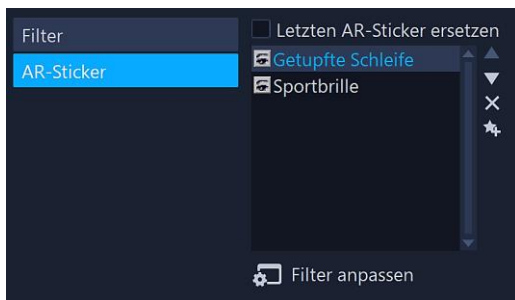 Filter
AR-Sticker
Letzten AR-Sticker ersetzen
Getupfte Schleife
Sportbrille
Filter anpassen